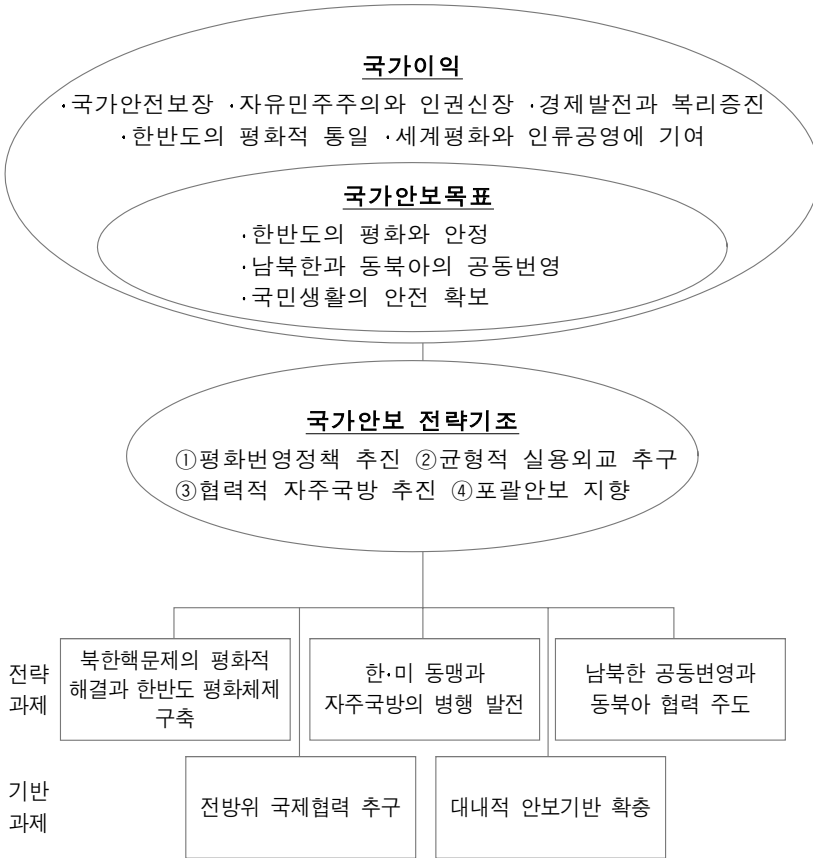 국가이익
·국가안전보장 ·자유민주주의와 인권신장 ·경제발전과 복리증진
·한반도의 평화적 통일 ·세계평화와 인류공영에 기여
국가안보목표
·한반도의 평화와 안정
·남북한과 동북아의 공동번영
·국민생활의 안전 확보
국가안보 전략기조
①평화번영정책 추진 ②균형적 실용외교 추구
③협력적 자주국방 추진 ④포괄안보 지향
전략
과제
북한핵문제의 평화적
해결과 한반도 평화체제
구축
한·미 동맹과
자주국방의 병행 발전
남북한 공동변영과
동북아 협력 주도
기반
과제
전방위 국제협력 추구
대내적 안보기반 확충